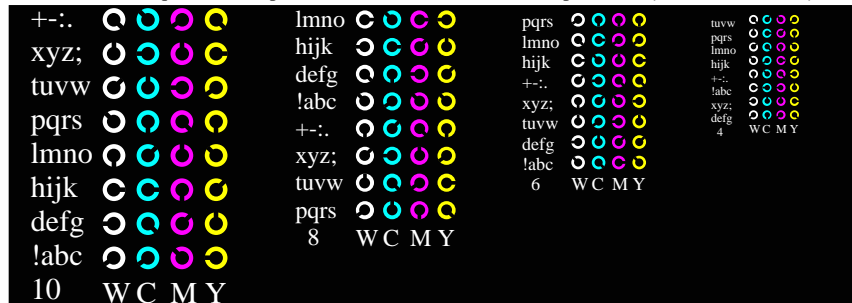 +-:.
xyz;
tuvw
pqrs
lmno
hijk
defg
!abc
10 W C M Y
lmno
hijk
defg
!abc
+-:.
xyz;
tuvw
pqrs
8 W C M Y
pqrs
lmno
hijk
+-:.
xyz;
tuvw
defg
!abc
6 W C M Y
tuvw
pqrs
lmno
hijk
+-:.
!abc
xyz;
defg
4 W C M Y